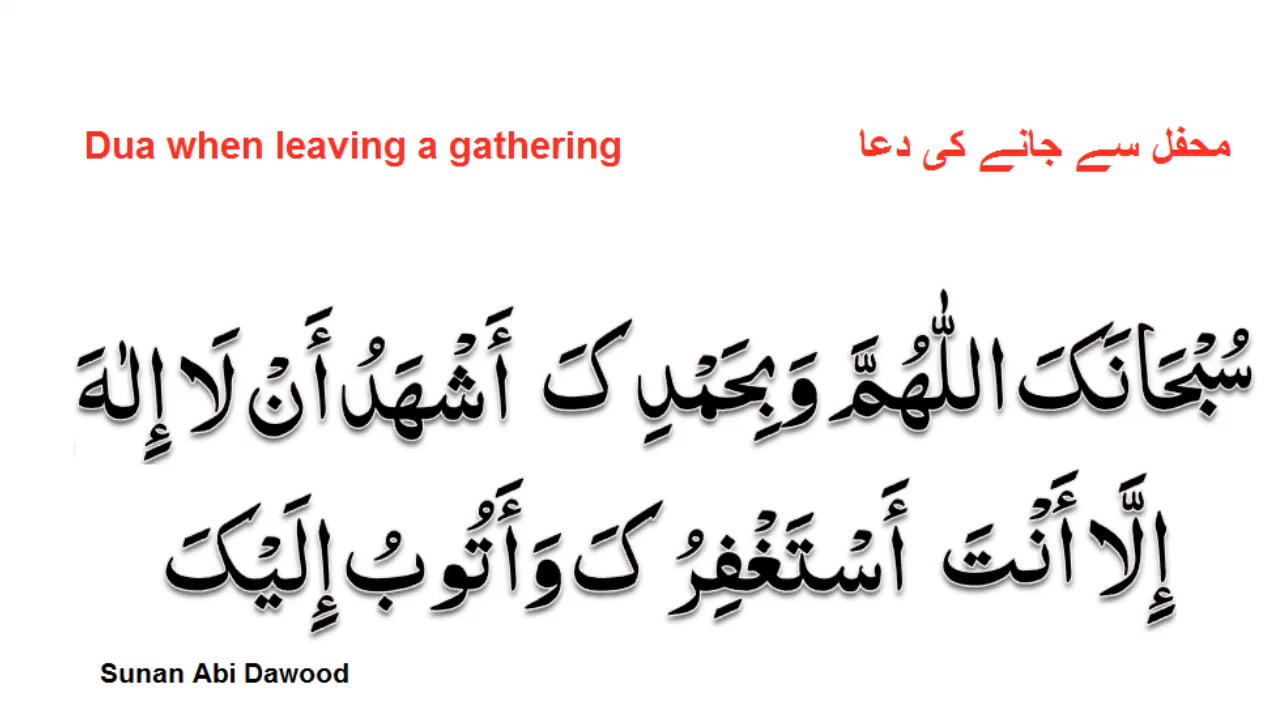 Dua when leaving a gathering
محفل سے جانے کی دعا
سُبْحَانَکَ اللّٰهُمَّ وَبِحَمْدِ کَ أَشْهَدُ أَنْ لَا إِلٰهَ
إِلَّا أَنْتَ أَسْتَغْفِرُ کَ وَأَتُوبُ إِلَيْکَ
Sunan Abi Dawood